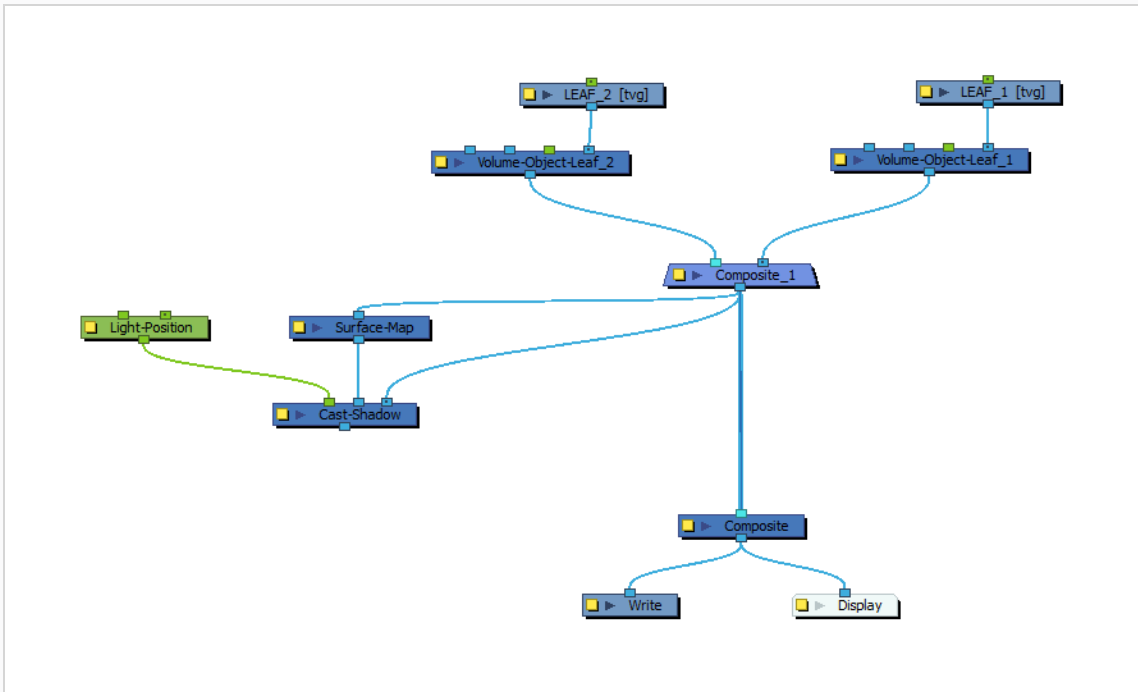 LEAF_2 [tvg]
LEAF_1 [tvg]
Volume-Object-Leaf_2
Volume-Object-Leaf_1
Composite_1
Light-Position
Surface-Map
Cast-Shadow
Composite
Write
Display